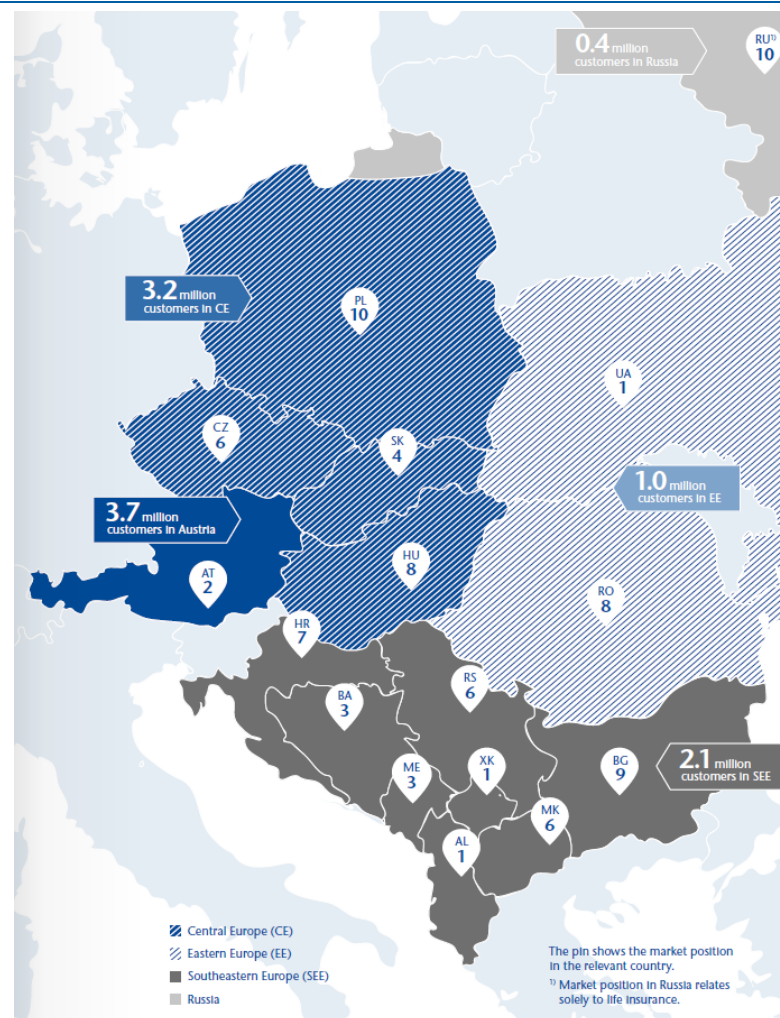 0.4 million
customers in Russia
RU¹⁾
10
3.2 million
customers in CE
PL
10
UA
1
CZ
6
SK
4
1.0 million
customers in EE
3.7 million
customers in Austria
AT
2
HU
8
RO
8
HR
7
RS
6
BA
3
ME
3
XK
1
BG
9
2.1 million
customers in SEE
MK
6
AL
1
Central Europe (CE)
Eastern Europe (EE)
Southeastern Europe (SEE)
Russia
The pin shows the market position
in the relevant country.
¹⁾ Market position in Russia relates
solely to life insurance.